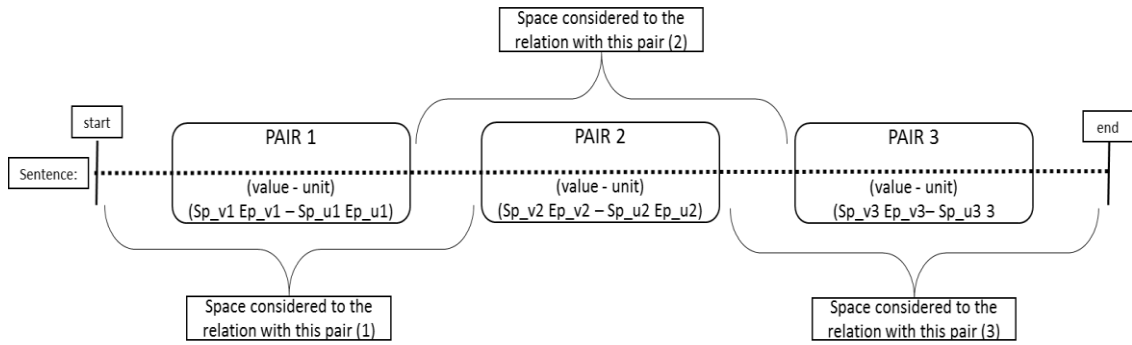 Space considered to the
relation with this pair (2)
start
end
PAIR 1
PAIR 2
PAIR 3
Sentence:
(value - unit)
(Sp_v1 Ep_v1 – Sp_u1 Ep_u1)
(value - unit)
(Sp_v2 Ep_v2 – Sp_u2 Ep_u2)
(value - unit)
(Sp_v3 Ep_v3– Sp_u3 3
Space considered to the
relation with this pair (1)
Space considered to the
relation with this pair (3)